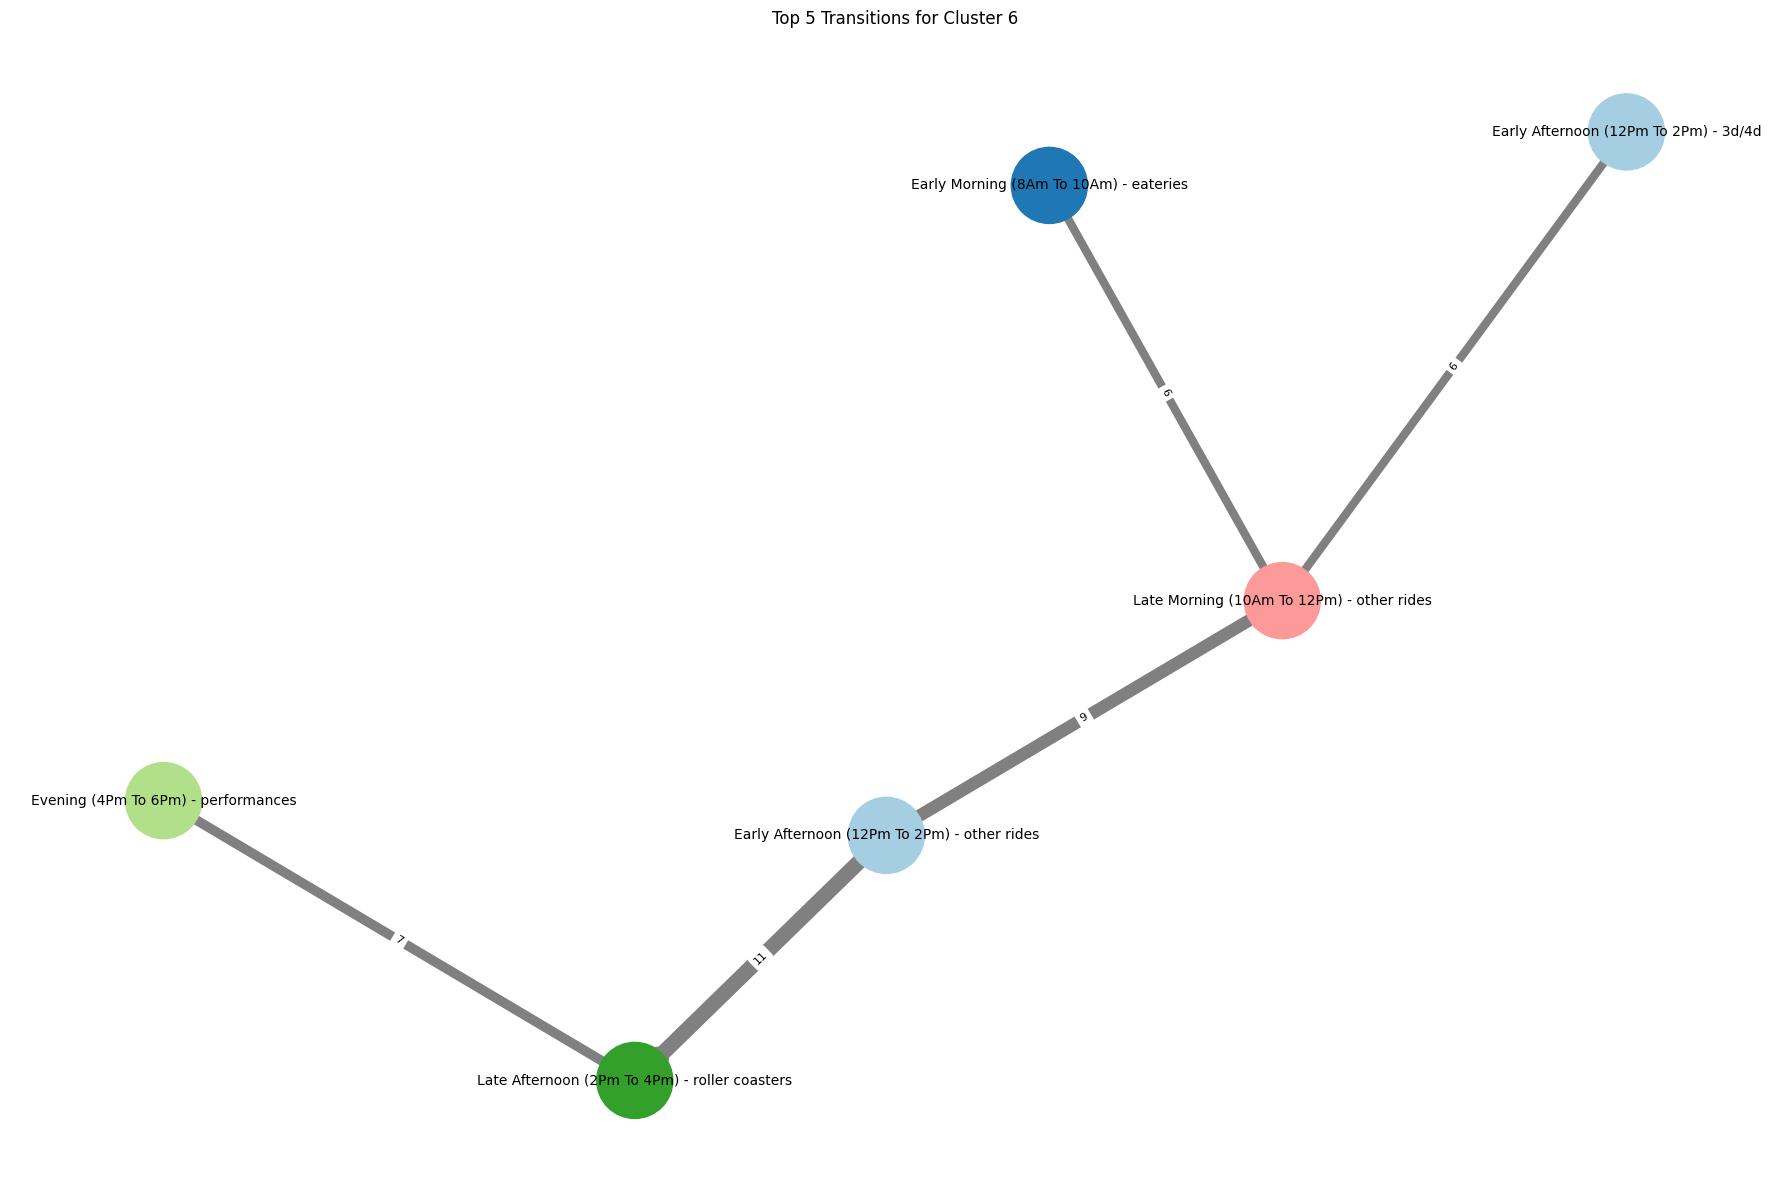 Top 5 Transitions for Cluster 6
Early Afternoon (12Pm To 2Pm) - 3d/4d
Early Morning (8Am To 10Am) - eateries
6
6
Late Morning (10Am To 12Pm) - other rides
9
Evening (4Pm To 6Pm) - performances
Early Afternoon (12Pm To 2Pm) - other rides
7
11
Late Afternoon (2Pm To 4Pm) - roller coasters